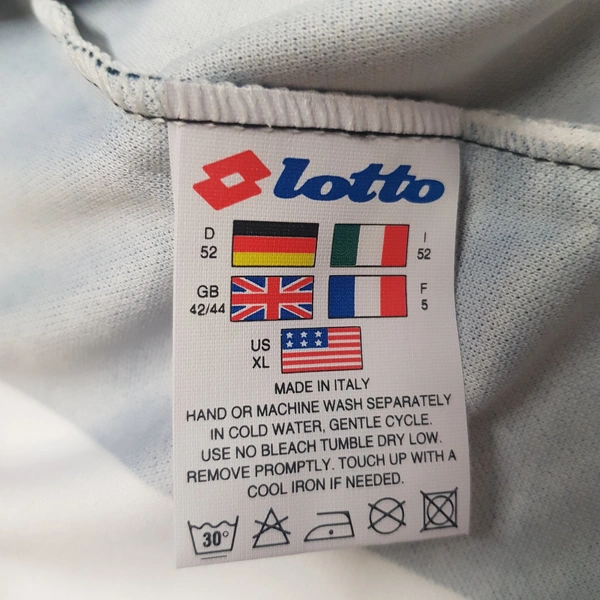 lotto
D
52
I
52
GB
42/44
F
5
US
XL
MADE IN ITALY
HAND OR MACHINE WASH SEPARATELY
IN COLD WATER, GENTLE CYCLE.
USE NO BLEACH TUMBLE DRY LOW.
REMOVE PROMPTLY. TOUCH UP WITH A
COOL IRON IF NEEDED.
30°